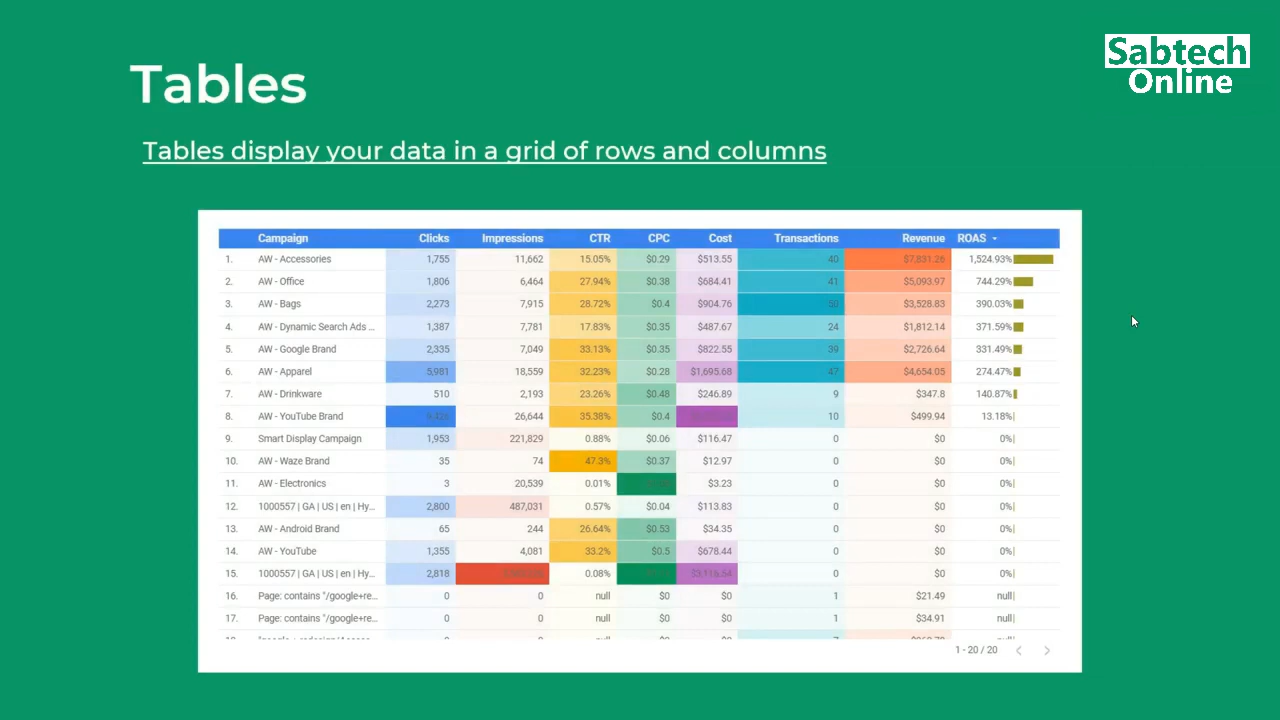 Sabtech
Online
Tables
Tables display your data in a grid of rows and columns
Campaign Clicks Impressions CTR CPC Cost Transactions Revenue ROAS
1. AW - Accessories 1,755 11,662 15.05% $0.29 $513.55 40 $7,831.26 1,524.93%
2. AW - Office 1,806 6,464 27.94% $0.38 $684.41 41 $5,093.97 744.29%
3. AW - Bags 2,273 7,915 28.72% $0.4 $904.76 50 $3,528.83 390.03%
4. AW - Dynamic Search Ads ... 1,387 7,781 17.83% $0.35 $487.67 24 $1,812.14 371.59%
5. AW - Google Brand 2,335 7,049 33.13% $0.35 $822.55 39 $2,726.64 331.49%
6. AW - Apparel 5,981 18,559 32.23% $0.28 $1,695.68 47 $4,654.05 274.47%
7. AW - Drinkware 510 2,193 23.26% $0.48 $246.89 9 $347.8 140.87%
8. AW - YouTube Brand 26,644 35.38% $0.4 10 $499.94 13.18%
9. Smart Display Campaign 1,953 221,829 0.88% $0.06 $116.47 0 $0 0%
10. AW - Waze Brand 35 74 47.3% $0.37 $12.97 0 $0 0%
11. AW - Electronics 3 20,539 0.01% $3.23 0 $0 0%
12. 1000557 | GA | US | en | Hy... 2,800 487,031 0.57% $0.04 $113.83 0 $0 0%
13. AW - Android Brand 65 244 26.64% $0.53 $34.35 0 $0 0%
14. AW - YouTube 1,355 4,081 33.2% $0.5 $678.44 0 $0 0%
15. 1000557 | GA | US | en | Hy... 2,818 0.08% 0 $0 0%
16. Page: contains "/google+re... 0 0 null $0 $0 1 $21.49 null
17. Page: contains "/google+re... 0 0 null $0 $0 1 $34.91 null
1 - 20 / 20